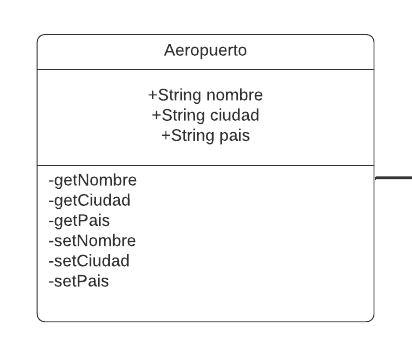 Aeropuerto
+String nombre
+String ciudad
+String pais
-getNombre
-getCiudad
-getPais
-setNombre
-setCiudad
-setPais